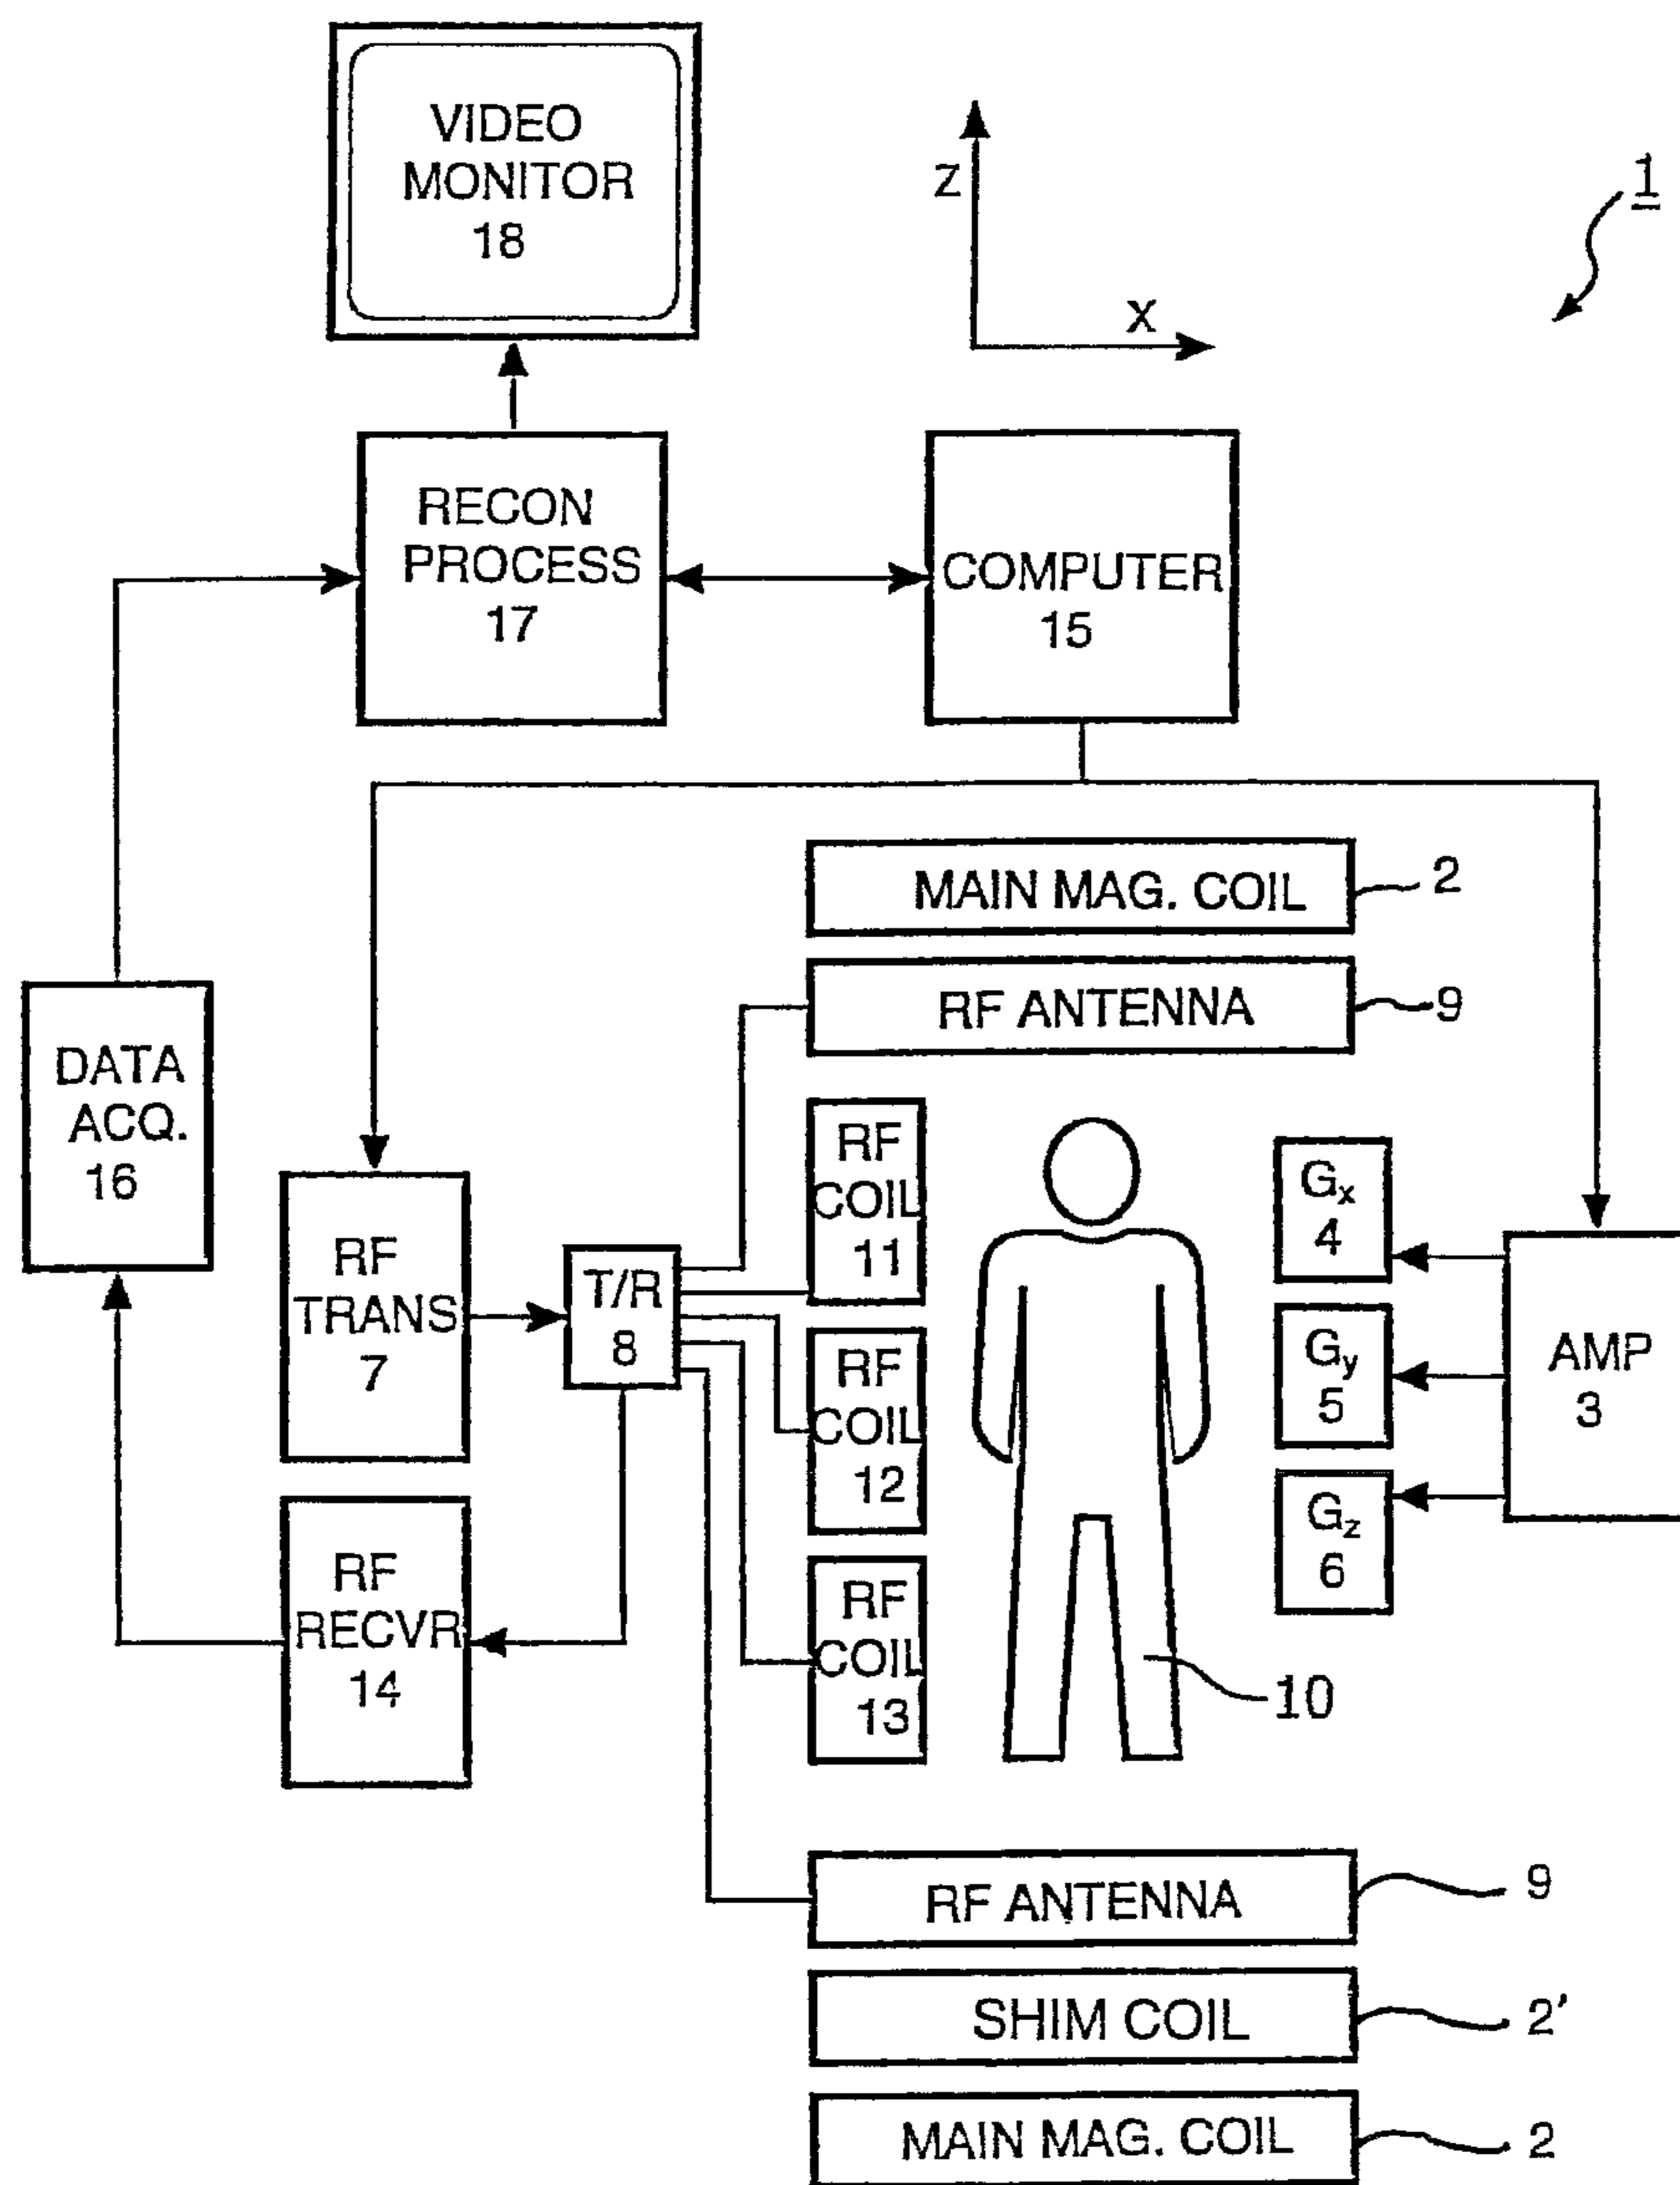 VIDEO
MONITOR
18
Z
X
1
RECON
PROCESS
17
COMPUTER
15
MAIN MAG. COIL
2
RF ANTENNA
9
DATA
ACQ.
16
RF
TRANS
7
T/R
8
RF
COIL
11
RF
COIL
12
RF
COIL
13
Gx
4
Gy
5
Gz
6
AMP
3
RF
RECVR
14
10
RF ANTENNA
9
SHIM COIL
2’
MAIN MAG. COIL
2